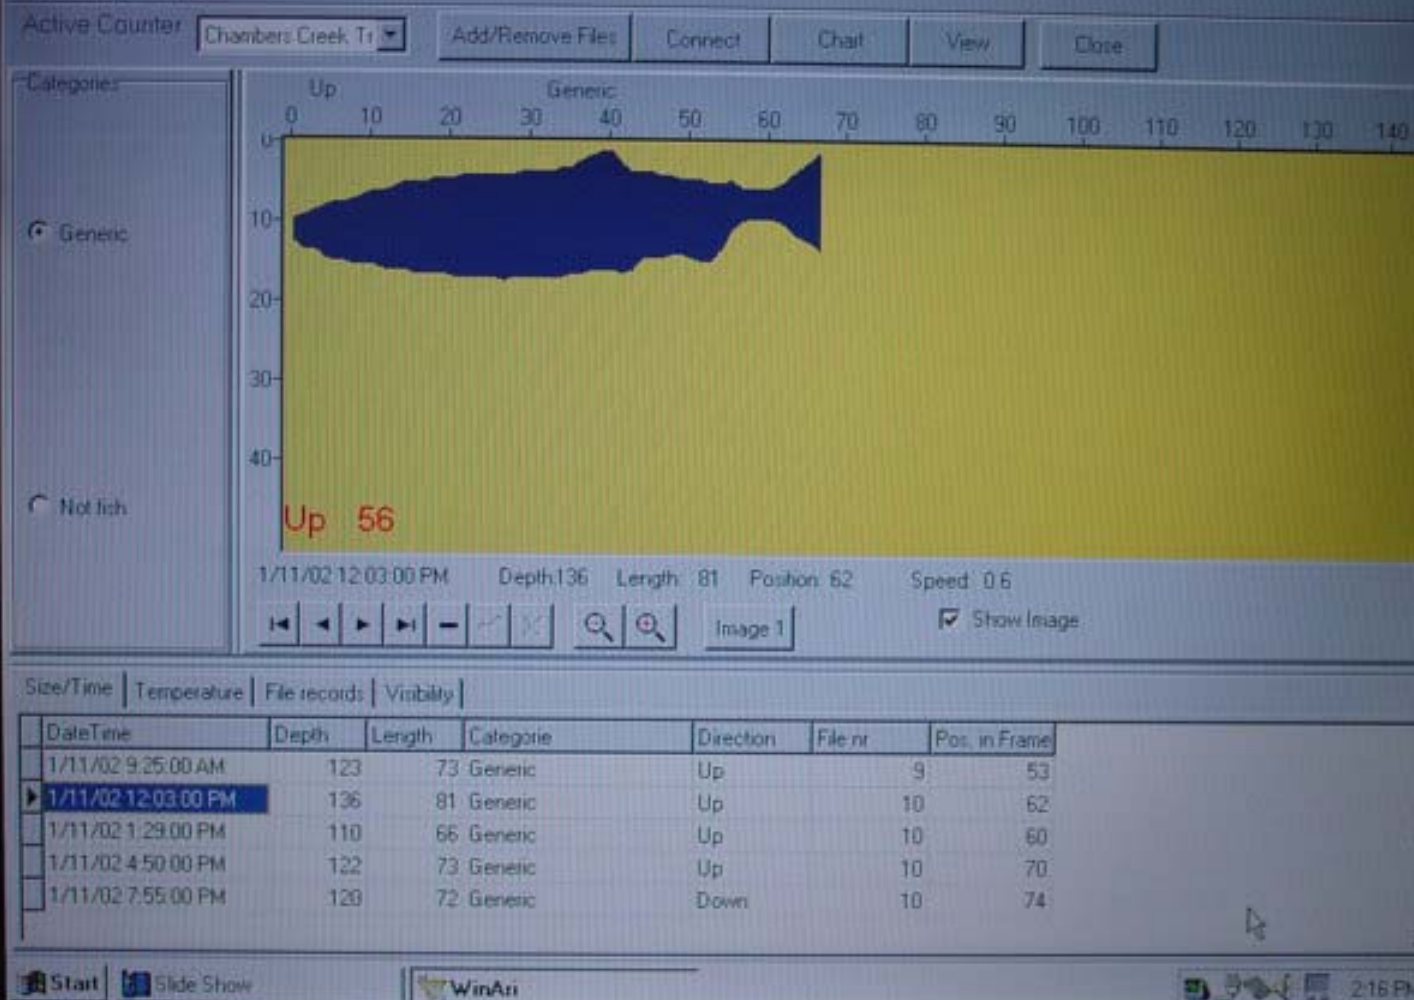 Active Counter Chambers Creek Tr Add/Remove Files Connect Chart View Close
Categories
Up Generic
0 10 20 30 40 50 60 70 80 90 100 110 120 130 140
0
10
Generic
20
30
40
Not fish
Up 56
1/11/02 12:03:00 PM Depth:136 Length: 81 Position: 62 Speed: 0.6
Image 1 Show Image
Size/Time Temperature File records Visibility
DateTime Depth Length Categorie Direction File nr Pos. in Frame
1/11/02 9:25:00 AM 123 73 Generic Up 9 53
1/11/02 12:03:00 PM 136 81 Generic Up 10 62
1/11/02 1:29:00 PM 110 66 Generic Up 10 60
1/11/02 4:50:00 PM 122 73 Generic Up 10 70
1/11/02 7:55:00 PM 120 72 Generic Down 10 74
Start Slide Show WinAri 2:16 PM